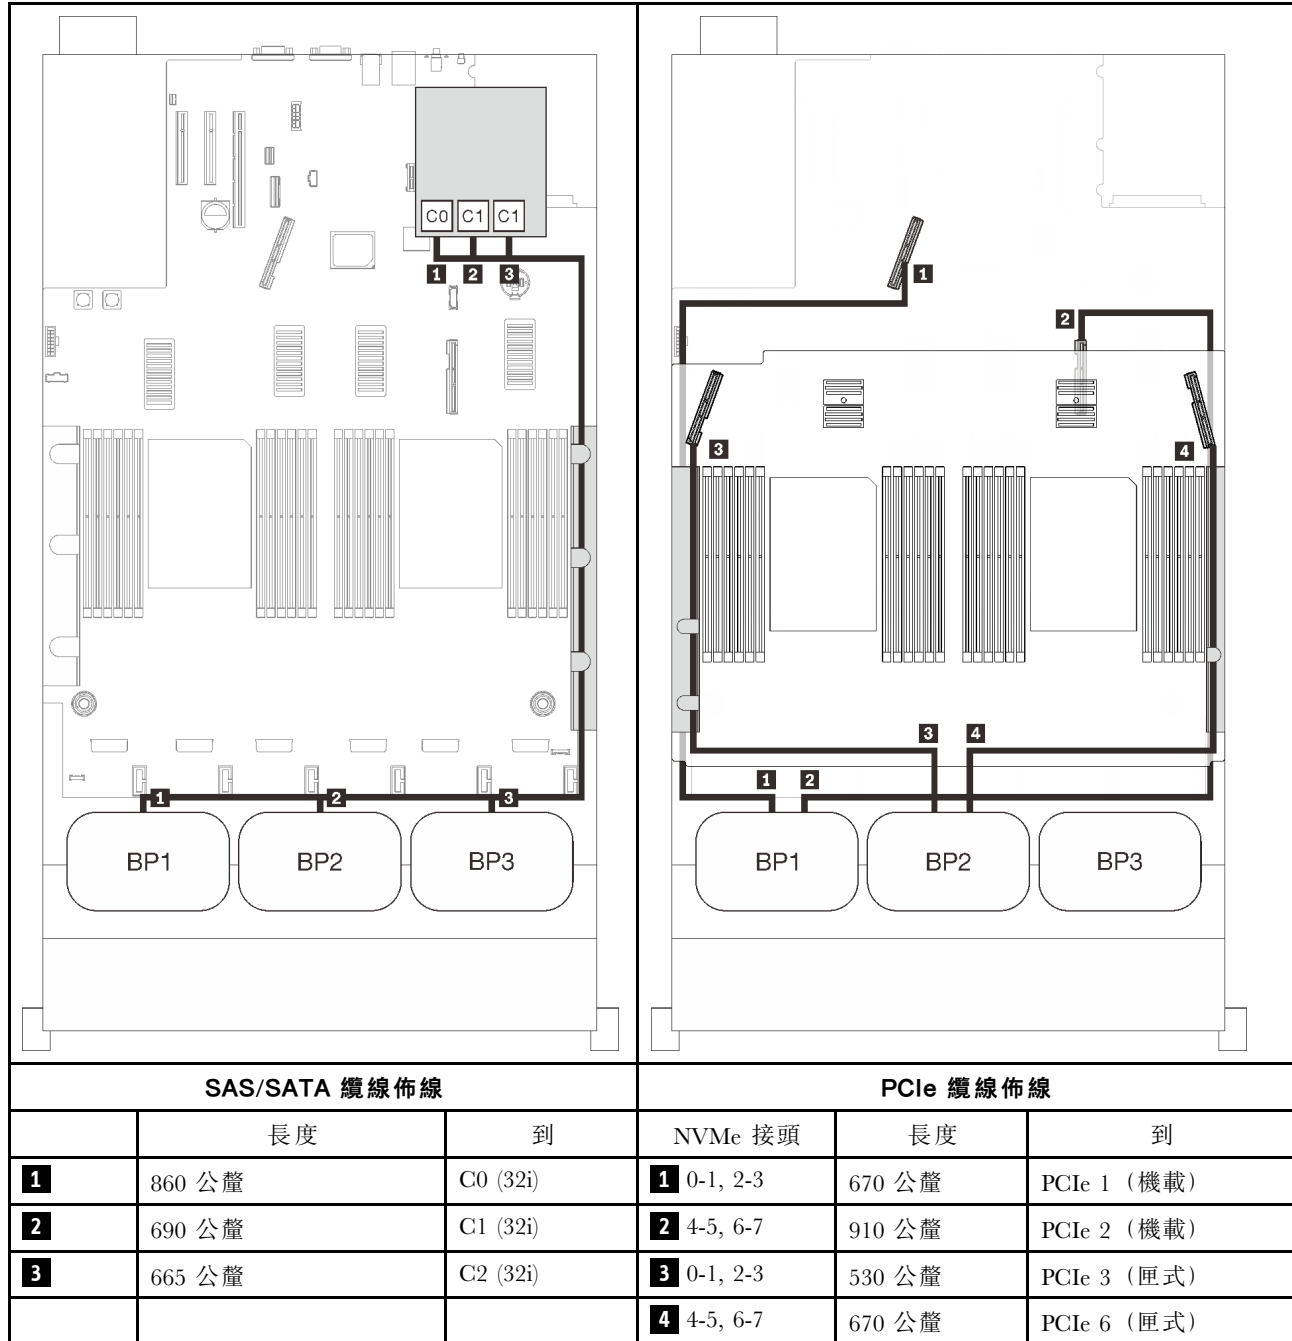 C0 C1 C1
1 2 3
1 2 3
BP1 BP2 BP3
1
2
3 4
3 4
1 2
BP1 BP2 BP3
SAS/SATA 纜線佈線 PCIe 纜線佈線
長度 到 NVMe 接頭 長度 到
1 860 公釐 C0 (32i) 1 0-1, 2-3 670 公釐 PCIe 1（機載）
2 690 公釐 C1 (32i) 2 4-5, 6-7 910 公釐 PCIe 2（機載）
3 665 公釐 C2 (32i) 3 0-1, 2-3 530 公釐 PCIe 3（匣式）
4 4-5, 6-7 670 公釐 PCIe 6（匣式）